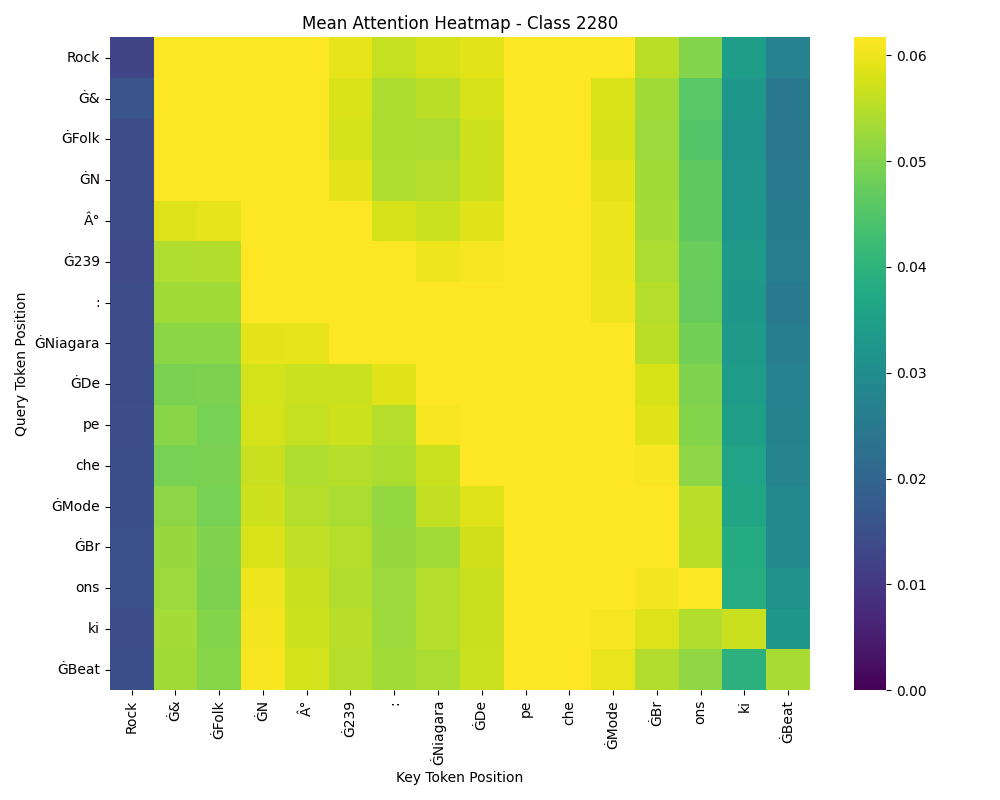 Mean Attention Heatmap - Class 2280
Query Token Position
Rock
Ġ&
ĠFolk
ĠN
Â°
Ġ239
:
ĠNiagara
ĠDe
pe
che
ĠMode
ĠBr
ons
ki
ĠBeat
Rock
Ġ&
ĠFolk
ĠN
Â°
Ġ239
:
ĠNiagara
ĠDe
pe
che
ĠMode
ĠBr
ons
ki
ĠBeat
Key Token Position
0.06
0.05
0.04
0.03
0.02
0.01
0.00